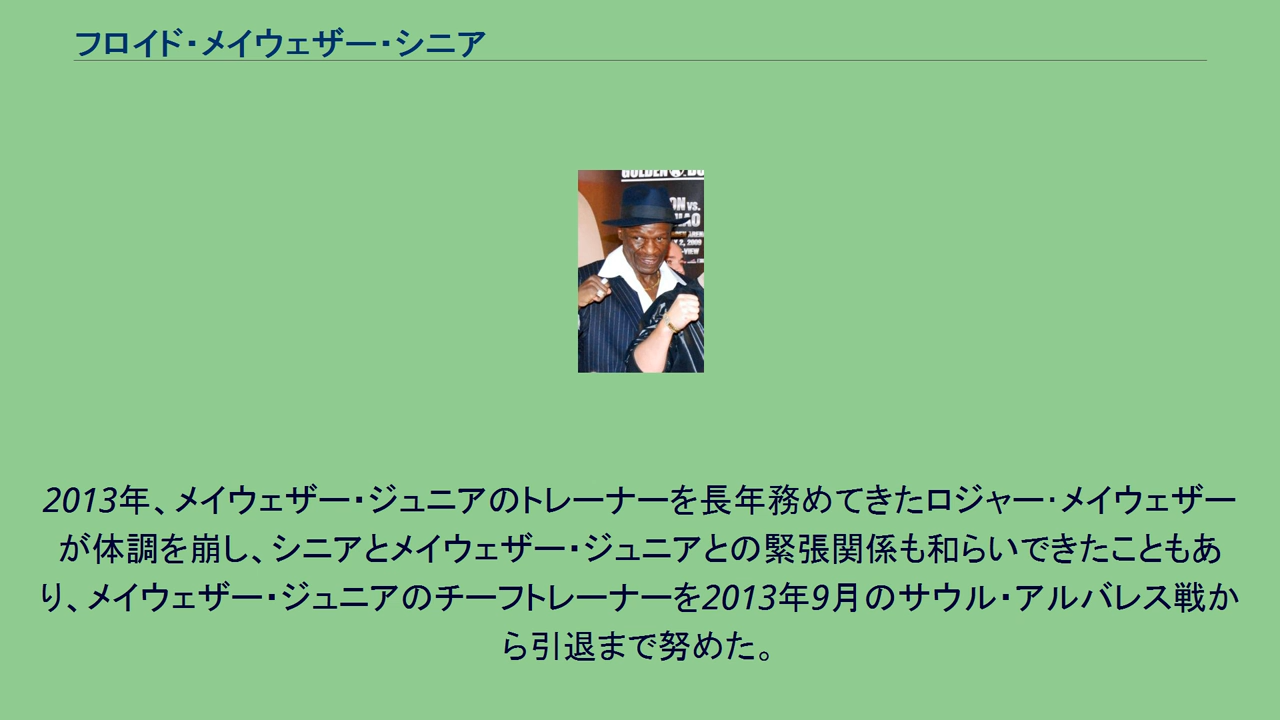 フロイド・メイウェザー・シニア
GOLDEN
ON VS.
IAO
Y 2, 2009
-VIEW
2013年、メイウェザー・ジュニアのトレーナーを長年務めてきたロジャー・メイウェザー
が体調を崩し、シニアとメイウェザー・ジュニアとの緊張関係も和らいできたこともあ
り、メイウェザー・ジュニアのチーフトレーナーを2013年9月のサウル・アルバレス戦か
ら引退まで努めた。